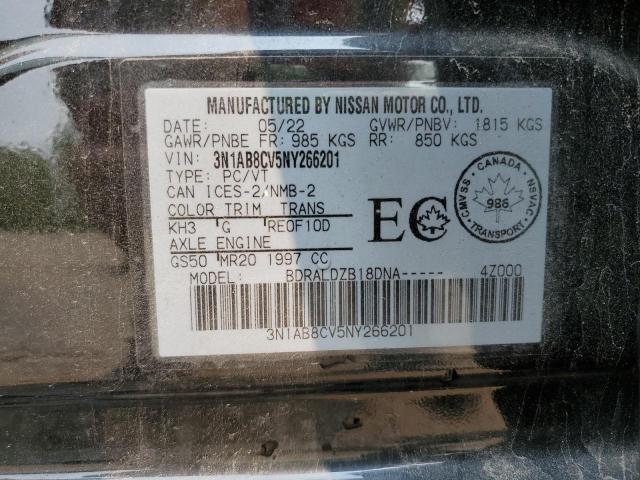 MANUFACTURED BY NISSAN MOTOR CO., LTD.
DATE: 05/22 GVWR/PNBV: 1815 KGS
GAWR/PNBE FR: 985 KGS RR: 850 KGS
VIN: 3N1AB8CV5NY266201
TYPE: PC/VT
CAN ICES-2/NMB-2
COLOR TRIM TRANS
KH3 G RE0F10D
AXLE ENGINE
GS50 MR20 1997 CC
MODEL: BDRALDZB18DNA----- 4Z000
3N1AB8CV5NY266201
EC
CANADA
CMVSS NSVAC
986
TRANSPORT